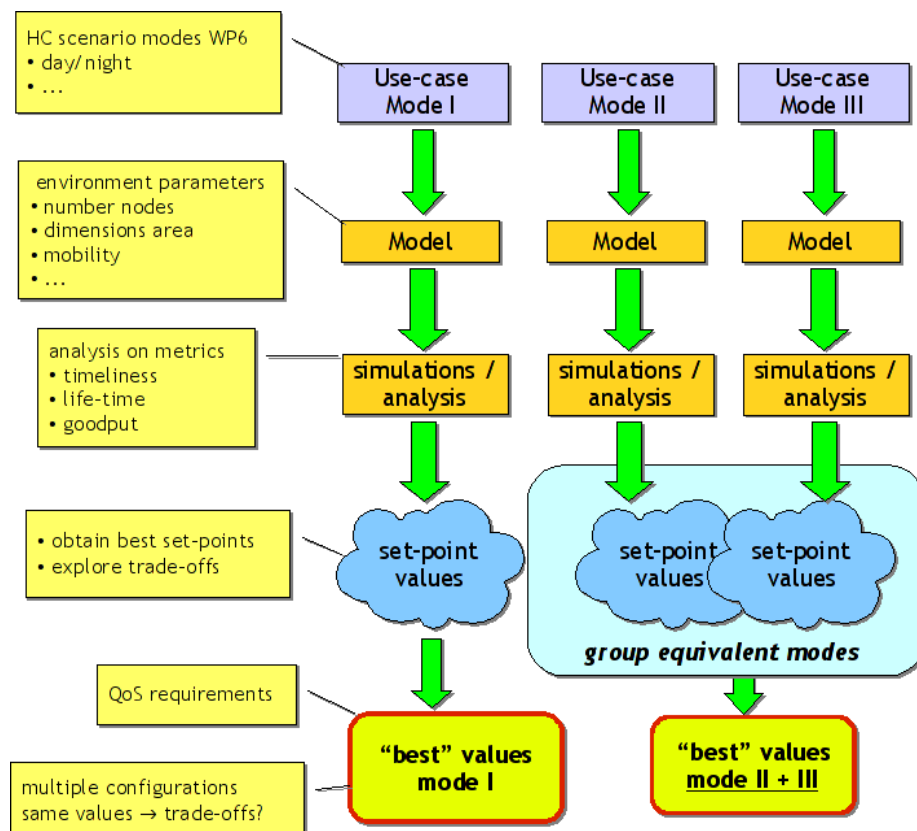 HC scenario modes WP6
• day/night
• ...
Use-case
Mode I
Use-case
Mode II
Use-case
Mode III
environment parameters
• number nodes
• dimensions area
• mobility
• ...
Model
Model
Model
analysis on metrics
• timeliness
• life-time
• goodput
simulations /
analysis
simulations /
analysis
simulations /
analysis
• obtain best set-points
• explore trade-offs
set-point
values
set-point
values
set-point
values
group equivalent modes
QoS requirements
“best” values
mode I
“best” values
mode II + III
multiple configurations
same values → trade-offs?